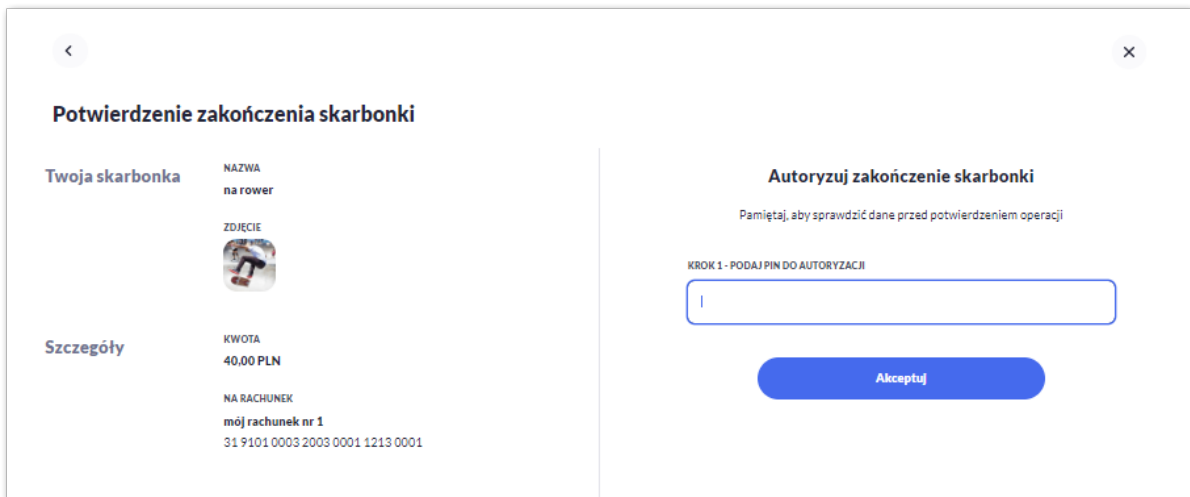 Potwierdzenie zakończenia skarbonki
Twoja skarbonka
NAZWA
na rower
ZDJĘCIE
Szczegóły
KWOTA
40,00 PLN
NA RACHUNEK
mój rachunek nr 1
31 9101 0003 2003 0001 1213 0001
Autoryzuj zakończenie skarbonki
Pamiętaj, aby sprawdzić dane przed potwierdzeniem operacji
KROK 1 - PODAJ PIN DO AUTORYZACJI
Akceptuj